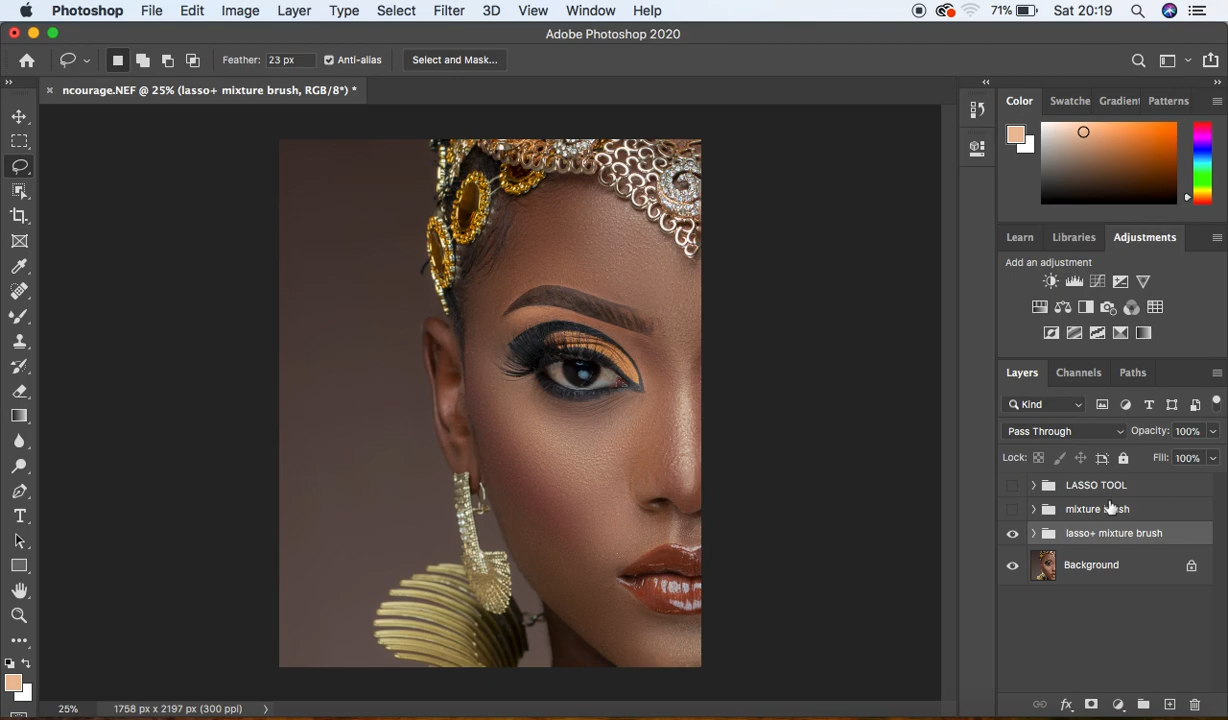 Photoshop File Edit Image Layer Type Select Filter 3D View Window Help 71% Sat 20:19
Adobe Photoshop 2020
Feather: 23 px Anti-alias Select and Mask...
ncourage.NEF @ 25% (lasso+ mixture brush, RGB/8*) *
Color Swatche Gradient Patterns
Learn Libraries Adjustments
Add an adjustment
Layers Channels Paths
Kind
Pass Through Opacity: 100%
Lock: Fill: 100%
LASSO TOOL
mixture brush
lasso+ mixture brush
Background
25% 1758 px x 2197 px (300 ppi)